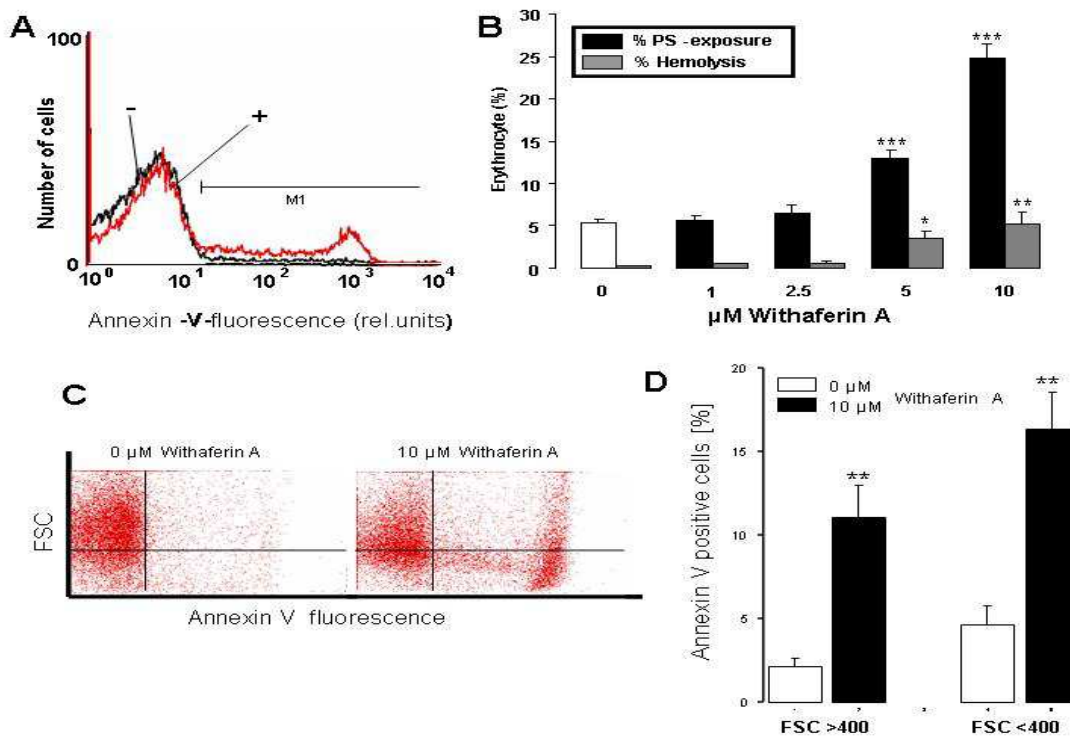 A
100
Number of cells
0
-
+
M1
10⁰ 10¹ 10² 10³ 10⁴
Annexin -V-fluorescence (rel.units)
B
% PS -exposure
% Hemolysis
Erythrocyte (%)
30
25
20
15
10
5
0
***
*
***
**
0 1 2.5 5 10
µM Withaferin A
C
0 µM Withaferin A
10 µM Withaferin A
FSC
Annexin V fluorescence
D
0 µM
10 µM
Withaferin A
Annexin V positive cells [%]
20
15
10
5
0
**
**
FSC >400
FSC <400